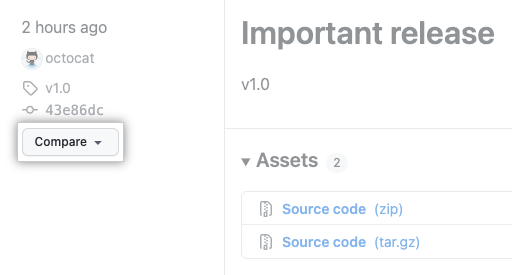 2 hours ago
octocat
v1.0
43e86dc
Compare
Important release
v1.0
Assets 2
Source code (zip)
Source code (tar.gz)